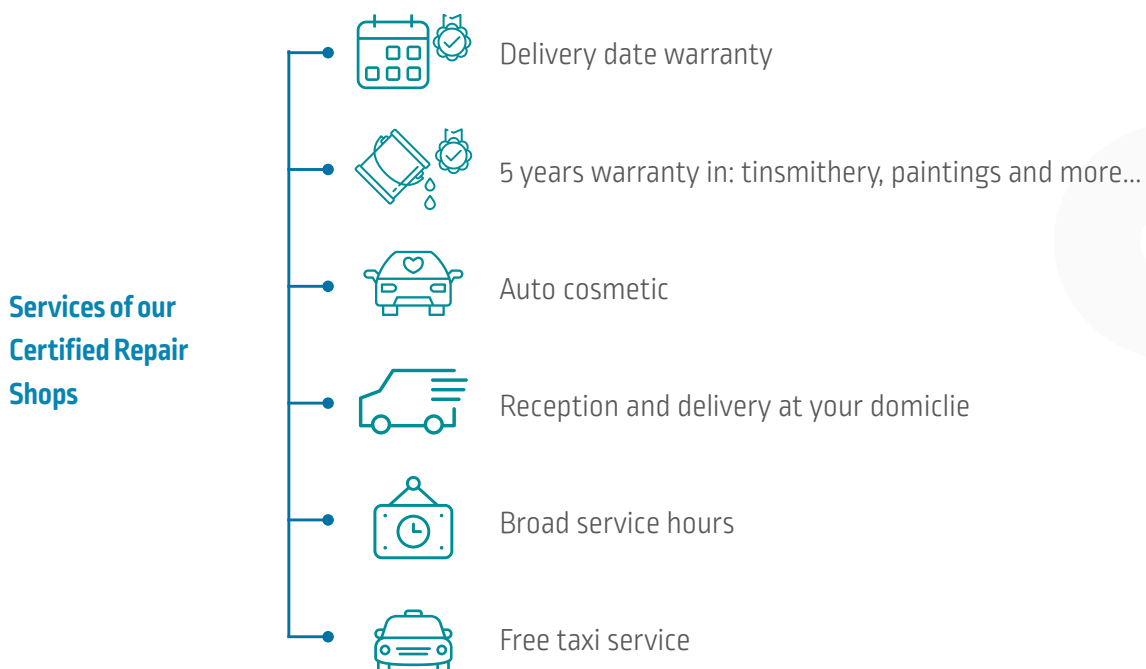 Delivery date warranty
5 years warranty in: tinsmithery, paintings and more...
Auto cosmetic
Services of our
Certified Repair
Shops
Reception and delivery at your domiclie
Broad service hours
Free taxi service